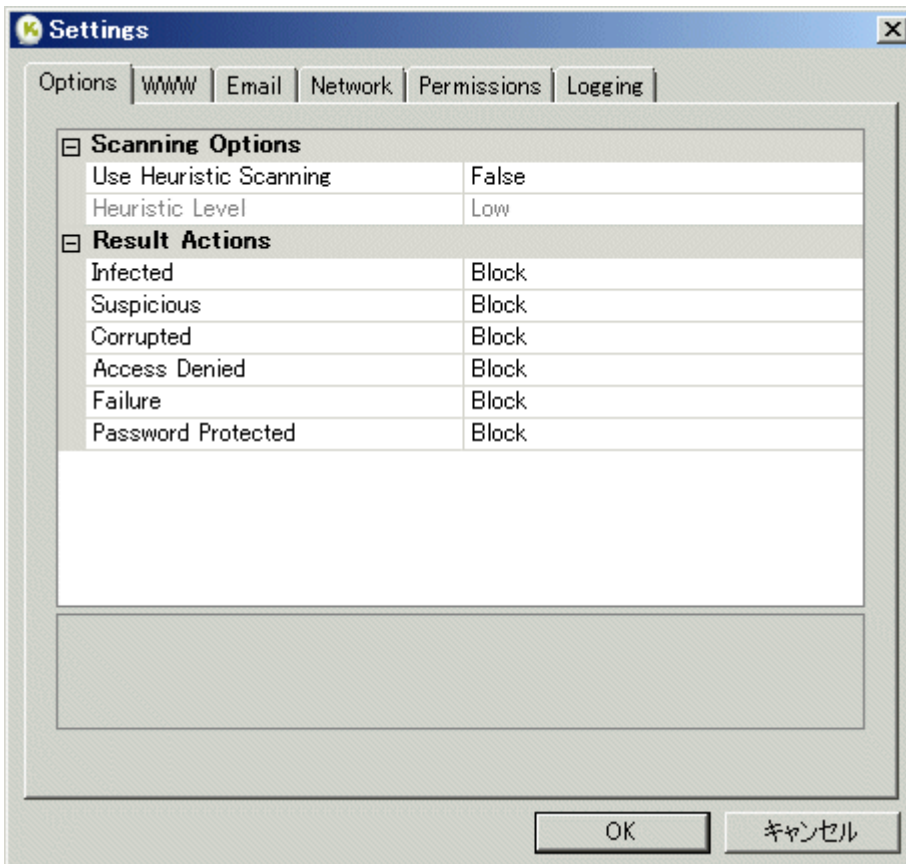 Settings
Options WWW Email Network Permissions Logging
Scanning Options
Use Heuristic Scanning False
Heuristic Level Low
Result Actions
Infected Block
Suspicious Block
Corrupted Block
Access Denied Block
Failure Block
Password Protected Block
OK キャンセル